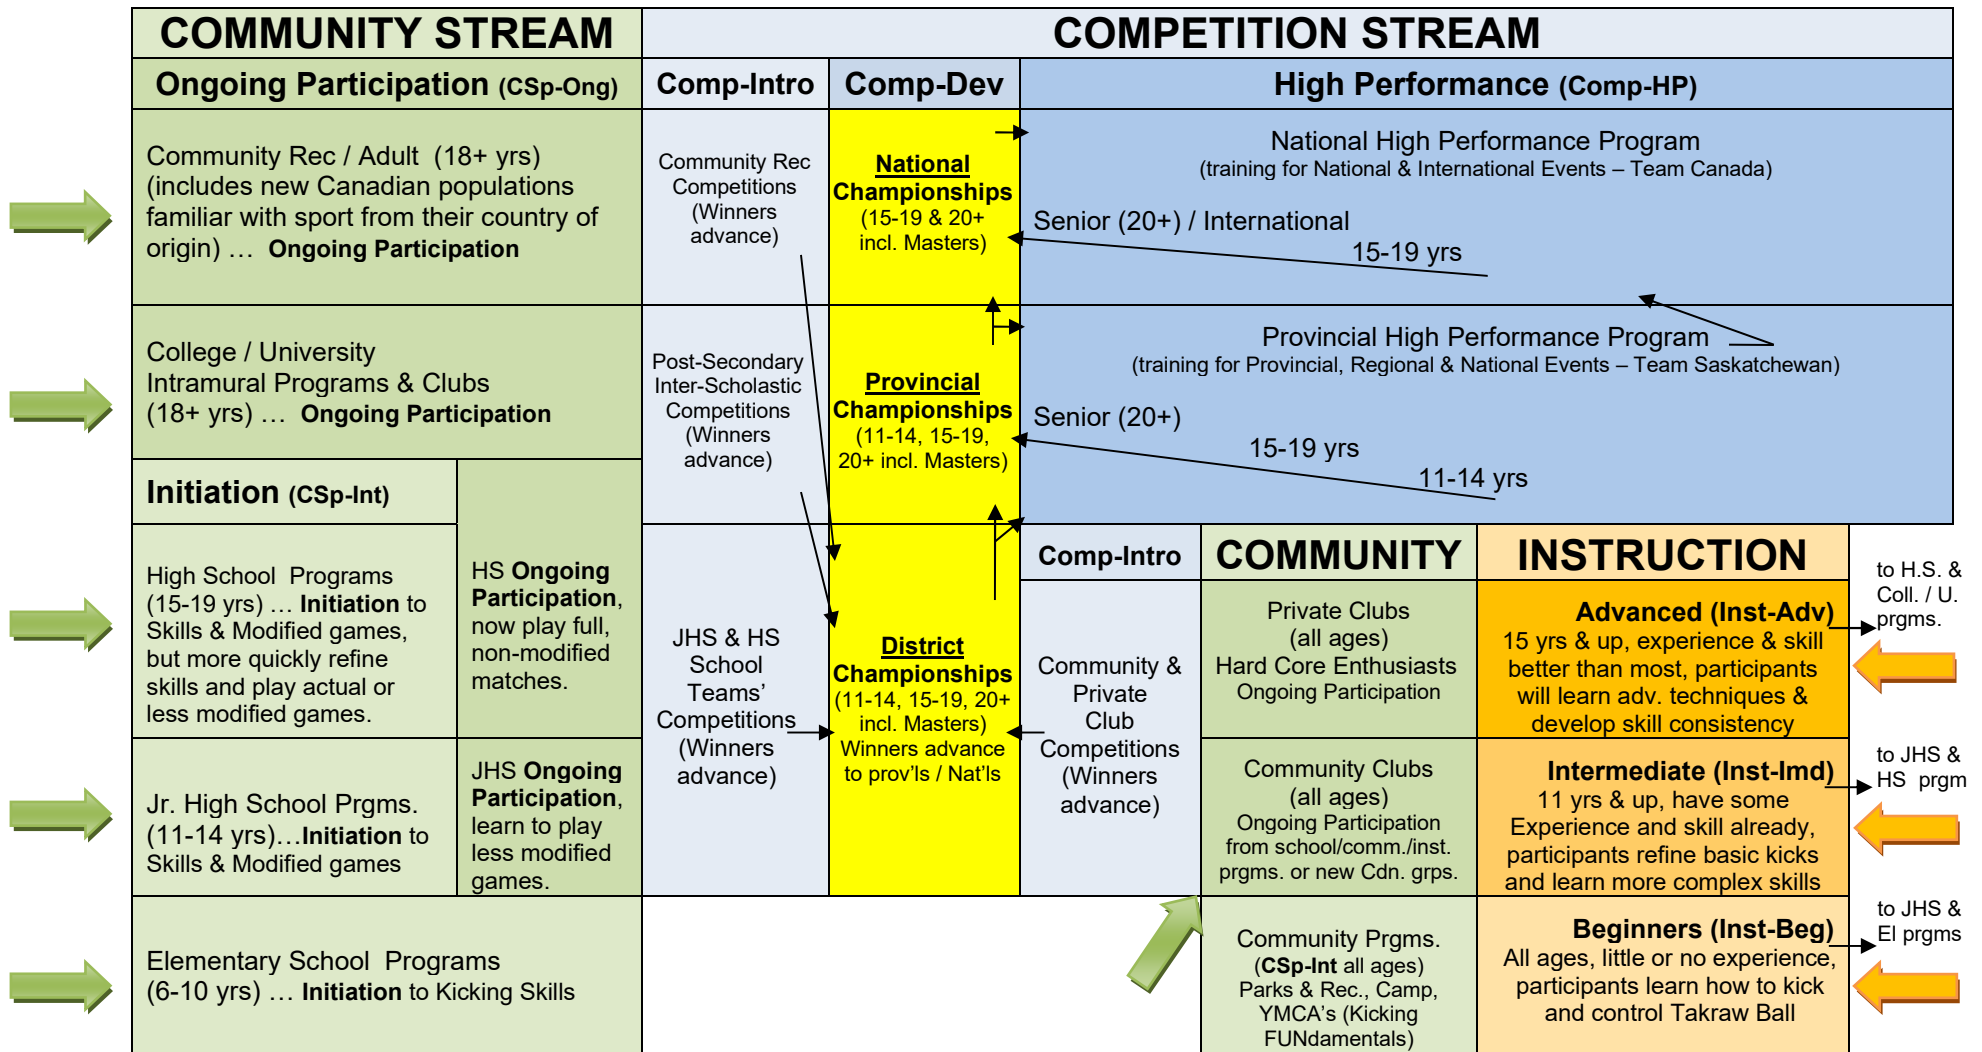 COMMUNITY STREAM
COMPETITION STREAM
Ongoing Participation (CSp-Ong)
Comp-Intro
Comp-Dev
High Performance (Comp-HP)
Community Rec / Adult (18+ yrs)
(includes new Canadian populations
familiar with sport from their country of
origin) … Ongoing Participation
Community Rec
Competitions
(Winners
advance)
National
Championships
(15-19 & 20+
incl. Masters)
National High Performance Program
(training for National & International Events – Team Canada)
Senior (20+) / International
15-19 yrs
College / University
Intramural Programs & Clubs
(18+ yrs) … Ongoing Participation
Post-Secondary
Inter-Scholastic
Competitions
(Winners
advance)
Provincial
Championships
(11-14, 15-19,
20+ incl. Masters)
Provincial High Performance Program
(training for Provincial, Regional & National Events – Team Saskatchewan)
Senior (20+)
15-19 yrs
11-14 yrs
Initiation (CSp-Int)
High School Programs
(15-19 yrs) … Initiation to
Skills & Modified games,
but more quickly refine
skills and play actual or
less modified games.
HS Ongoing
Participation,
now play full,
non-modified
matches.
JHS & HS
School
Teams’
Competitions
(Winners
advance)
District
Championships
(11-14, 15-19, 20+
incl. Masters)
Winners advance
to prov’ls / Nat’ls
Comp-Intro
Community &
Private
Club
Competitions
(Winners
advance)
COMMUNITY
INSTRUCTION
Private Clubs
(all ages)
Hard Core Enthusiasts
Ongoing Participation
Advanced (Inst-Adv)
15 yrs & up, experience & skill
better than most, participants
will learn adv. techniques &
develop skill consistency
to H.S. &
Coll. / U.
prgms.
Jr. High School Prgms.
(11-14 yrs)…Initiation to
Skills & Modified games
JHS Ongoing
Participation,
learn to play
less modified
games.
Community Clubs
(all ages)
Ongoing Participation
from school/comm./inst.
prgms. or new Cdn. grps.
Intermediate (Inst-Imd)
11 yrs & up, have some
Experience and skill already,
participants refine basic kicks
and learn more complex skills
to JHS &
HS prgm
Elementary School Programs
(6-10 yrs) … Initiation to Kicking Skills
Community Prgms.
(CSp-Int all ages)
Parks & Rec., Camp,
YMCA’s (Kicking
FUNdamentals)
Beginners (Inst-Beg)
All ages, little or no experience,
participants learn how to kick
and control Takraw Ball
to JHS &
El prgms